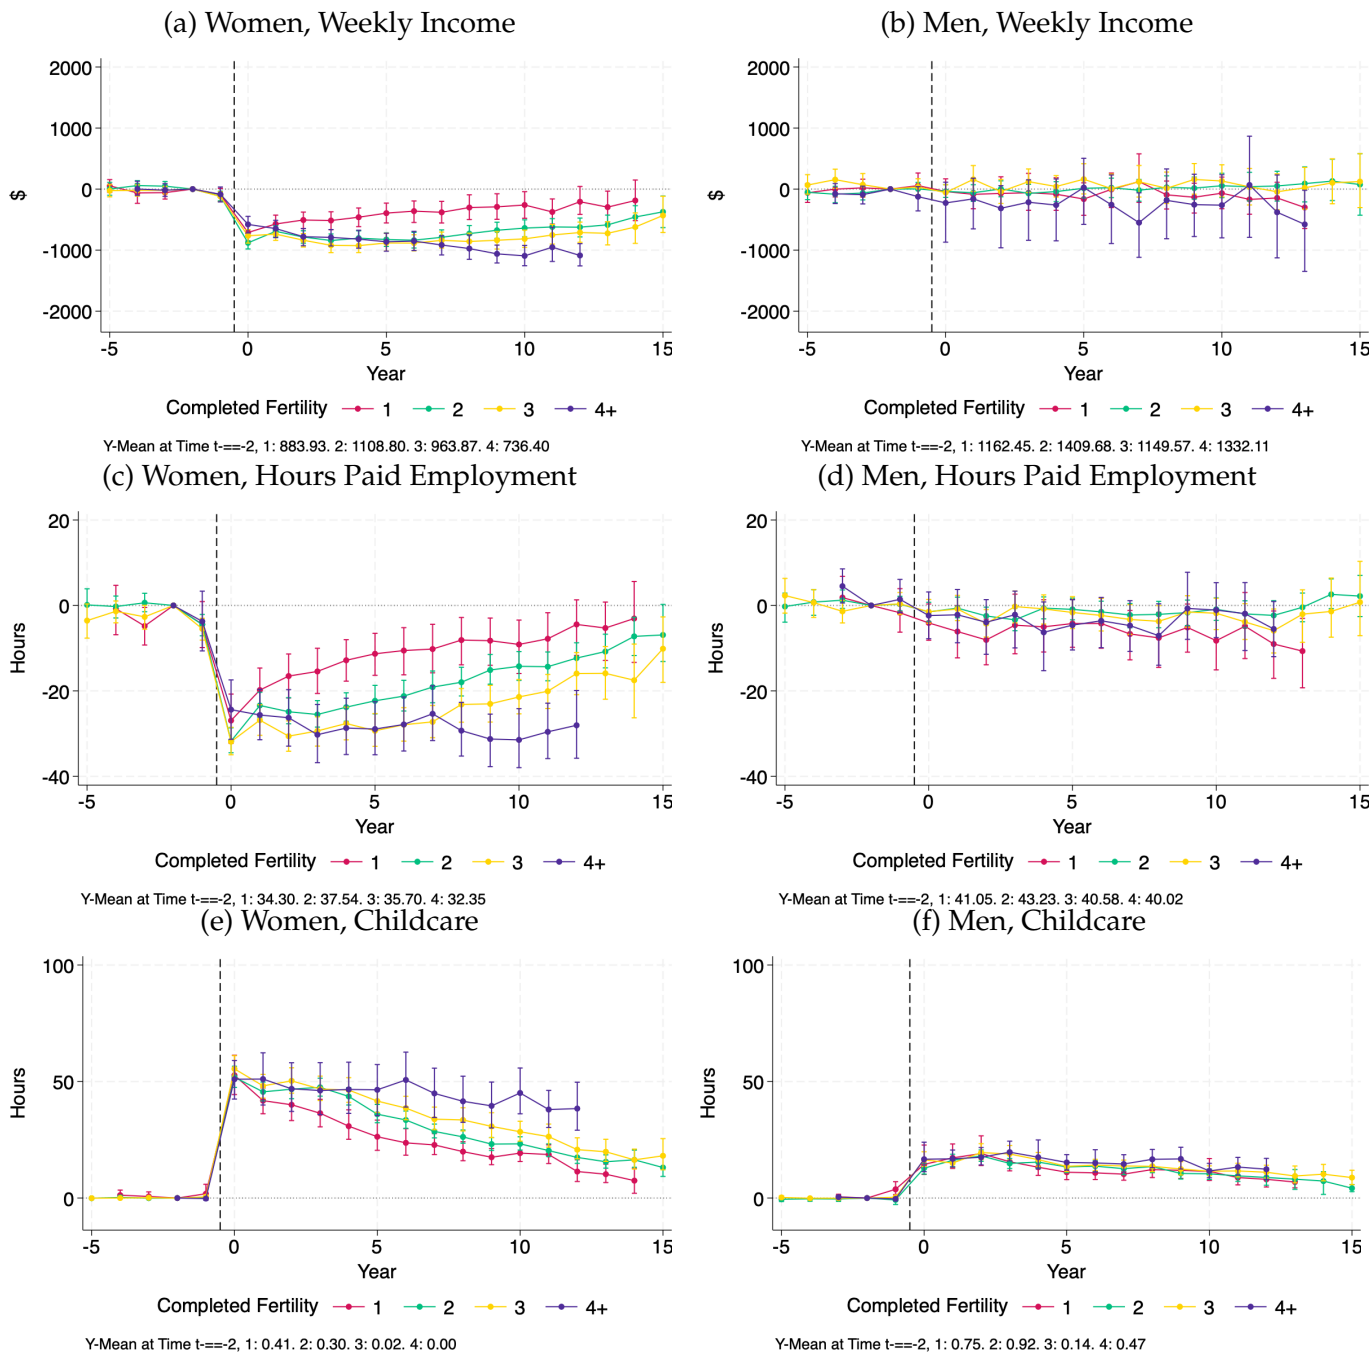 (a) Women, Weekly Income
2000
1000
0
-1000
-2000
$
-5 0 5 10 15
Year
Completed Fertility 1 2 3 4+
Y-Mean at Time t-==-2, 1: 883.93. 2: 1108.80. 3: 963.87. 4: 736.40
(b) Men, Weekly Income
2000
1000
0
-1000
-2000
$
-5 0 5 10 15
Year
Completed Fertility 1 2 3 4+
Y-Mean at Time t-==-2, 1: 1162.45. 2: 1409.68. 3: 1149.57. 4: 1332.11
(c) Women, Hours Paid Employment
20
0
-20
-40
Hours
-5 0 5 10 15
Year
Completed Fertility 1 2 3 4+
Y-Mean at Time t-==-2, 1: 34.30. 2: 37.54. 3: 35.70. 4: 32.35
(d) Men, Hours Paid Employment
20
0
-20
-40
Hours
-5 0 5 10 15
Year
Completed Fertility 1 2 3 4+
Y-Mean at Time t-==-2, 1: 41.05. 2: 43.23. 3: 40.58. 4: 40.02
(e) Women, Childcare
100
50
0
Hours
-5 0 5 10 15
Year
Completed Fertility 1 2 3 4+
Y-Mean at Time t-==-2, 1: 0.41. 2: 0.30. 3: 0.02. 4: 0.00
(f) Men, Childcare
100
50
0
Hours
-5 0 5 10 15
Year
Completed Fertility 1 2 3 4+
Y-Mean at Time t-==-2, 1: 0.75. 2: 0.92. 3: 0.14. 4: 0.47